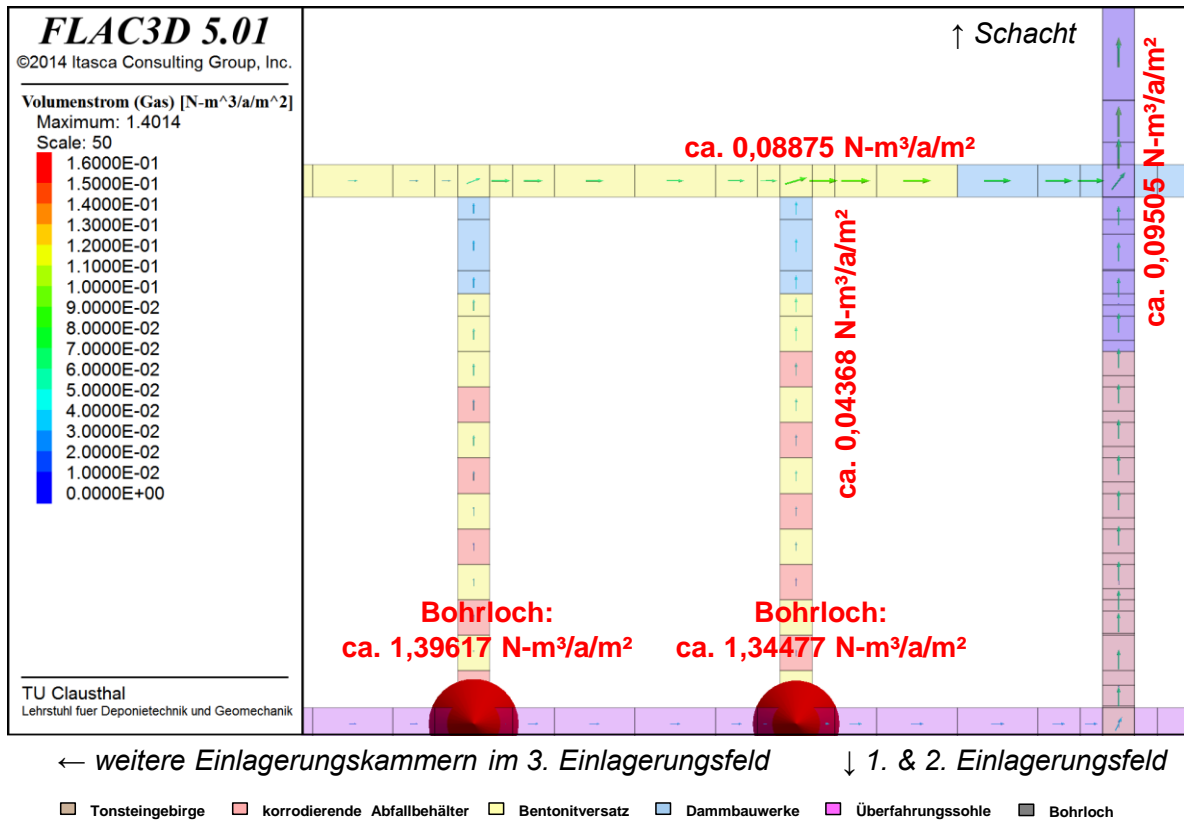 FLAC3D 5.01
©2014 Itasca Consulting Group, Inc.
Volumenstrom (Gas) [N-m^3/a/m^2]
Maximum: 1.4014
Scale: 50
1.6000E-01
1.5000E-01
1.4000E-01
1.3000E-01
1.2000E-01
1.1000E-01
1.0000E-01
9.0000E-02
8.0000E-02
7.0000E-02
6.0000E-02
5.0000E-02
4.0000E-02
3.0000E-02
2.0000E-02
1.0000E-02
0.0000E+00
TU Clausthal
Lehrstuhl fuer Deponietechnik und Geomechanik
↑ Schacht
ca. 0,08875 N-m³/a/m²
ca. 0,04368 N-m³/a/m²
ca. 0,09505 N-m³/a/m²
Bohrloch:
ca. 1,39617 N-m³/a/m²
Bohrloch:
ca. 1,34477 N-m³/a/m²
← weitere Einlagerungskammern im 3. Einlagerungsfeld
↓ 1. & 2. Einlagerungsfeld
Tonsteingebirge korrodierende Abfallbehälter Bentonitversatz Dammbauwerke Überfahrungssohle Bohrloch